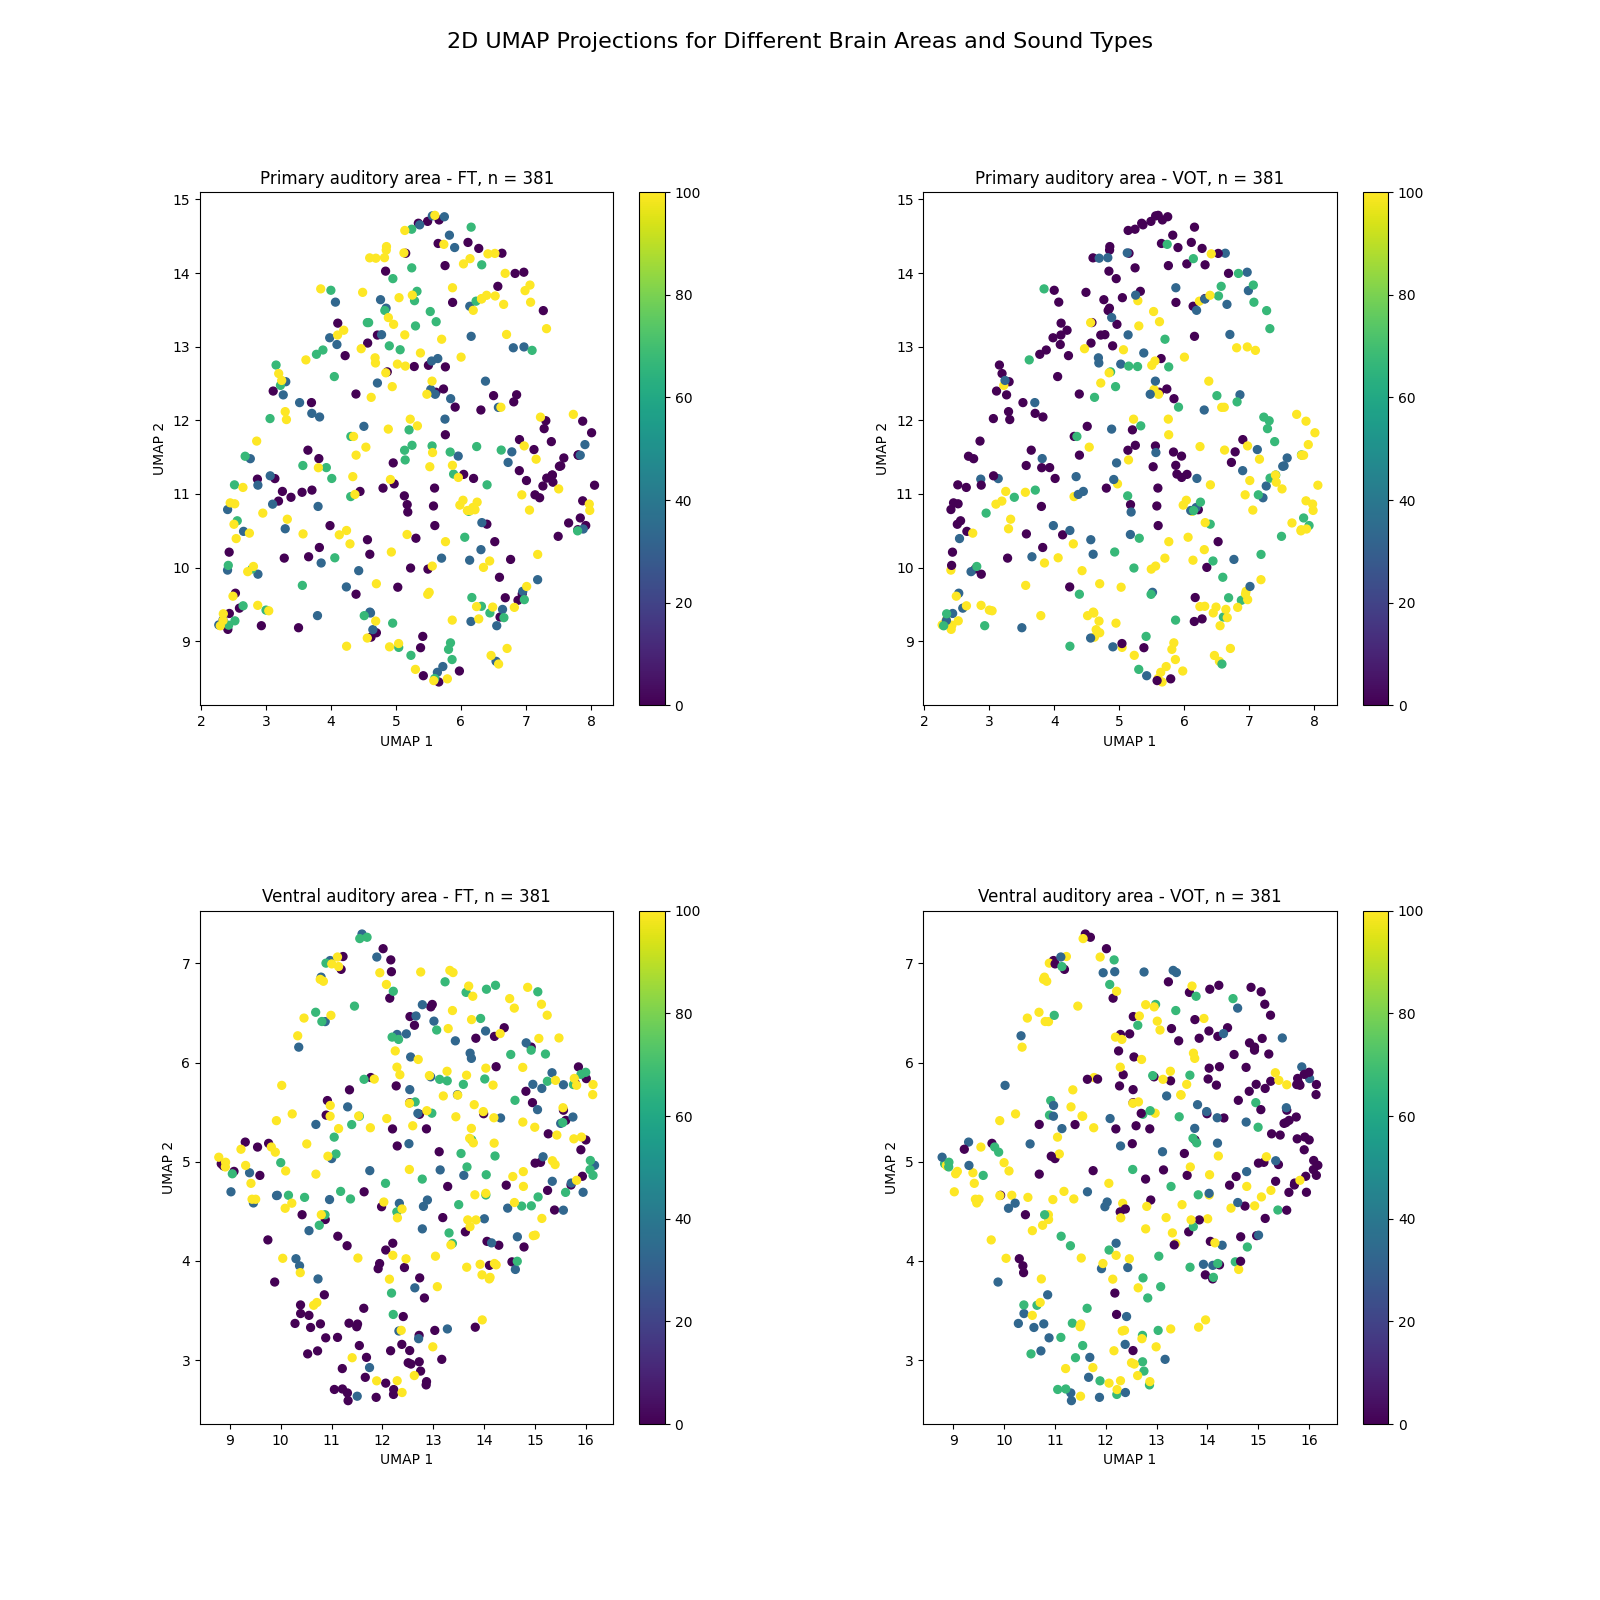 2D UMAP Projections for Different Brain Areas and Sound Types
Primary auditory area - FT, n = 381
15
14
13
12
11
10
9
UMAP 2
2 3 4 5 6 7 8
UMAP 1
100
80
60
40
20
0
Primary auditory area - VOT, n = 381
15
14
13
12
11
10
9
UMAP 2
2 3 4 5 6 7 8
UMAP 1
100
80
60
40
20
0
Ventral auditory area - FT, n = 381
7
6
5
4
3
UMAP 2
9 10 11 12 13 14 15 16
UMAP 1
100
80
60
40
20
0
Ventral auditory area - VOT, n = 381
7
6
5
4
3
UMAP 2
9 10 11 12 13 14 15 16
UMAP 1
100
80
60
40
20
0